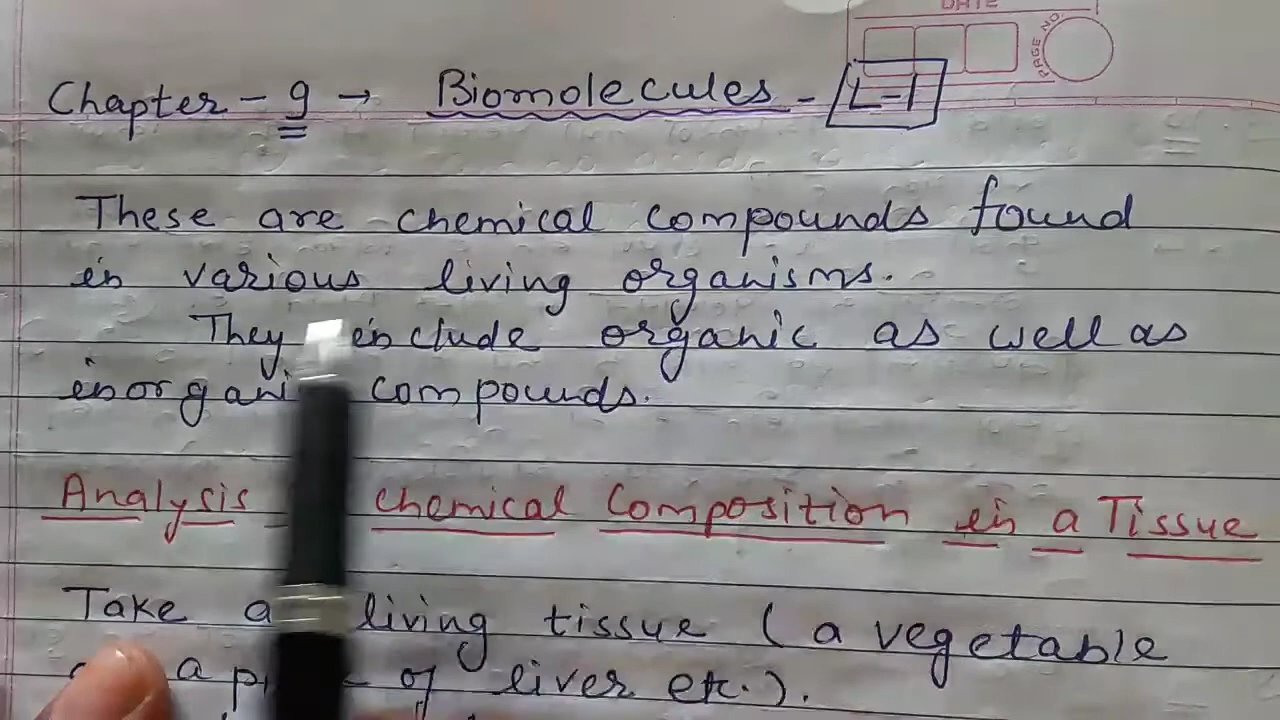 DATE
PAGE NO.
Chapter - 9 → Biomolecules - L-1
These are chemical compounds found
in various living organisms.
They include organic as well as
inorgani compounds.
Analysis chemical Composition in a Tissue
Take a living tissue ( a vegetable
a of liver etc.).